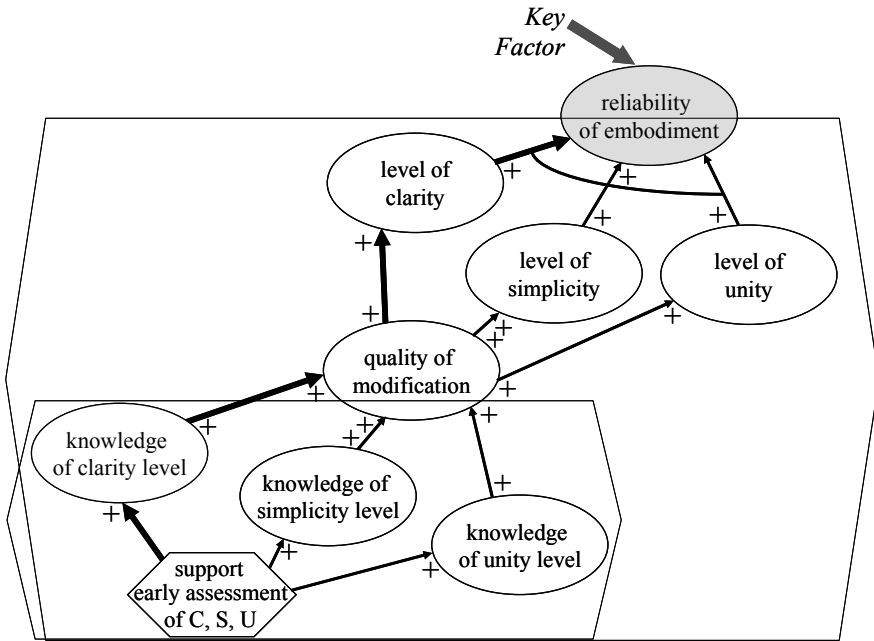 Key
Factor
reliability
of embodiment
level of
clarity
+
+
+
+
level of
simplicity
level of
unity
+
+
+
+
+
+
quality of
modification
+
+
+
+
+
+
knowledge
of clarity level
knowledge of
simplicity level
+
+
knowledge
of unity level
+
+
support
early assessment
of C, S, U